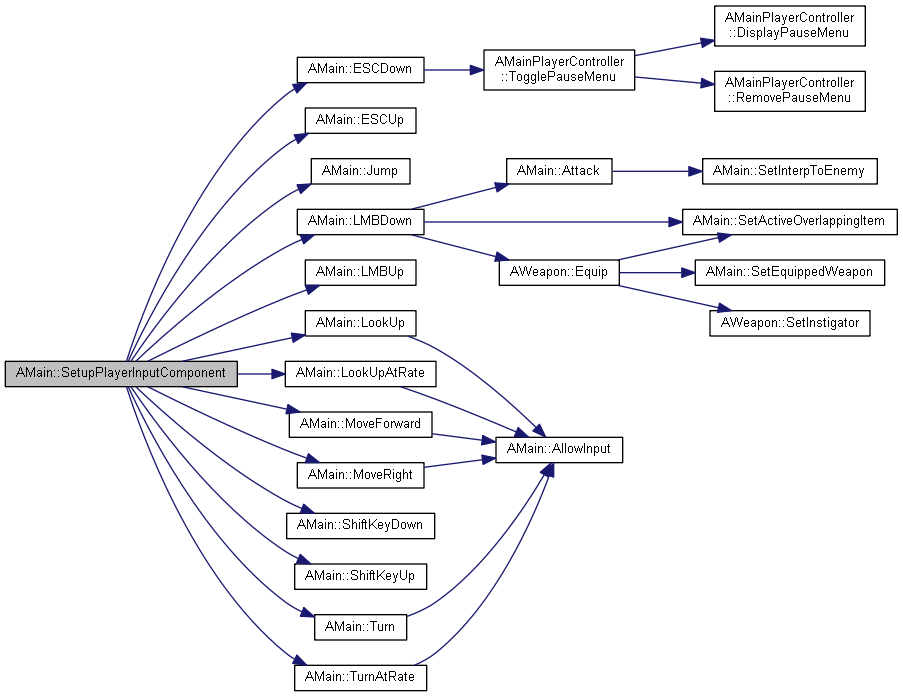 AMainPlayerController
::DisplayPauseMenu
AMain::ESCDown
AMainPlayerController
::TogglePauseMenu
AMainPlayerController
::RemovePauseMenu
AMain::ESCUp
AMain::Jump
AMain::Attack
AMain::SetInterpToEnemy
AMain::LMBDown
AMain::SetActiveOverlappingItem
AMain::LMBUp
AWeapon::Equip
AMain::SetEquippedWeapon
AMain::LookUp
AWeapon::SetInstigator
AMain::SetupPlayerInputComponent
AMain::LookUpAtRate
AMain::MoveForward
AMain::AllowInput
AMain::MoveRight
AMain::ShiftKeyDown
AMain::ShiftKeyUp
AMain::Turn
AMain::TurnAtRate